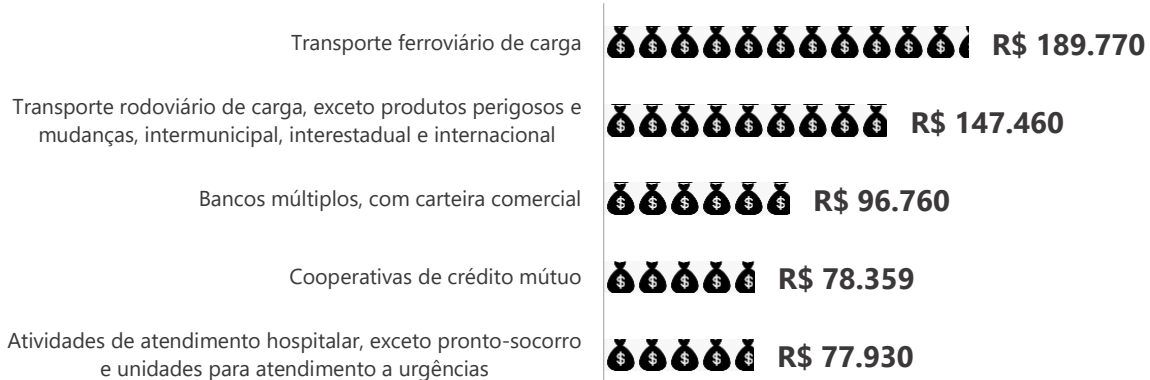 Transporte ferroviário de carga
R$ 189.770
Transporte rodoviário de carga, exceto produtos perigosos e
mudanças, intermunicipal, interestadual e internacional
R$ 147.460
Bancos múltiplos, com carteira comercial
R$ 96.760
Cooperativas de crédito mútuo
R$ 78.359
Atividades de atendimento hospitalar, exceto pronto-socorro
e unidades para atendimento a urgências
R$ 77.930